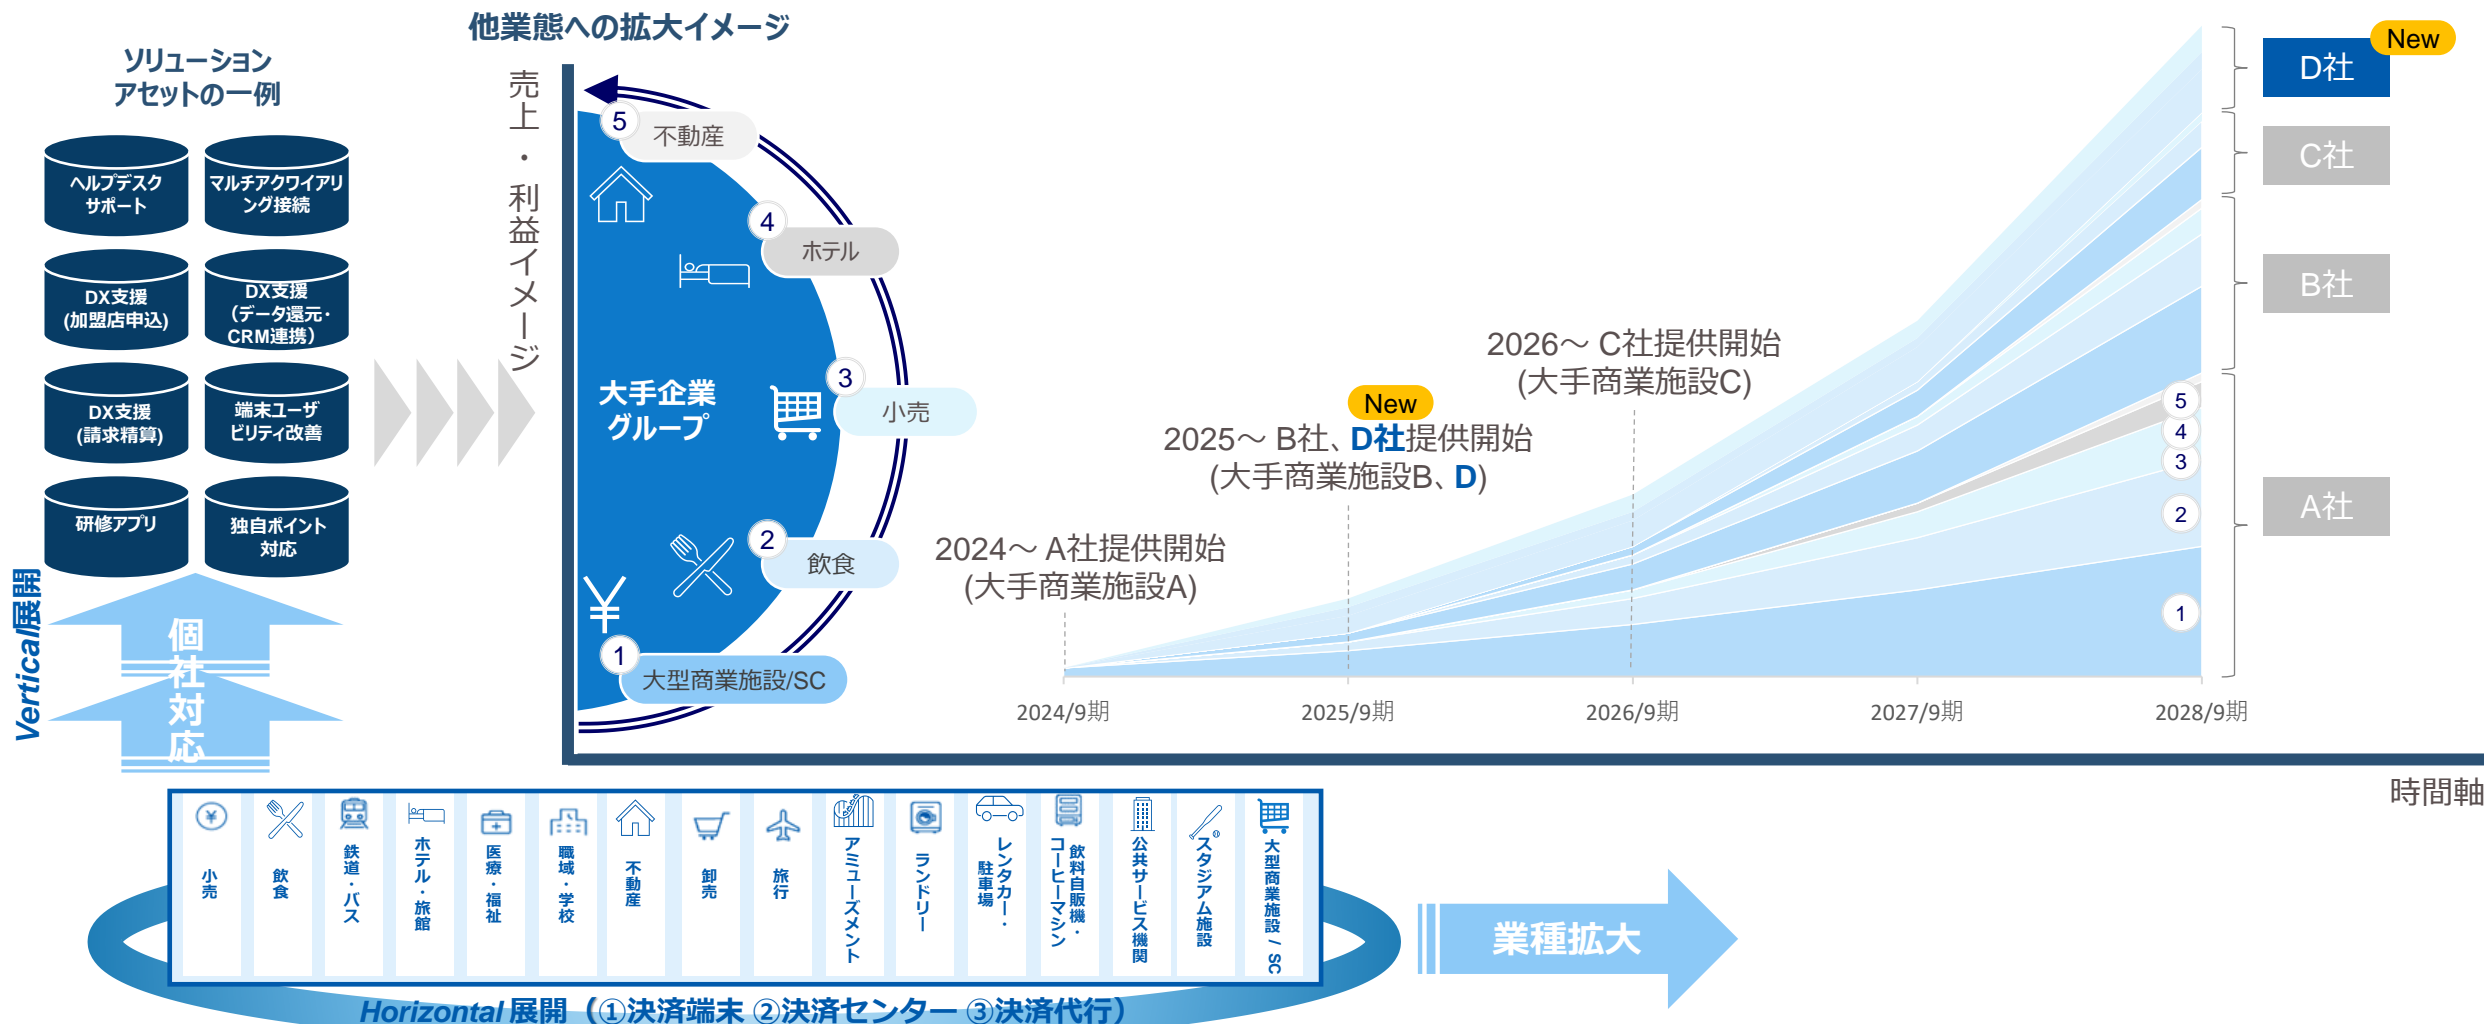 他業態への拡大イメージ
ソリューション
アセットの一例
ヘルプデスク
サポート
マルチアクワイアリ
ング接続
DX支援
(加盟店申込)
DX支援
（データ還元・
CRM連携）
DX支援
(請求精算)
端末ユーザ
ビリティ改善
研修アプリ
独自ポイント
対応
Vertical展開
個社対応
売上・利益イメージ
5
不動産
4
ホテル
大手企業
グループ
3
小売
2
飲食
¥
1
大型商業施設/SC
2024～ A社提供開始
(大手商業施設A)
New
2025～ B社、D社提供開始
(大手商業施設B、D)
2026～ C社提供開始
(大手商業施設C)
5
4
3
2
1
New
D社
C社
B社
A社
2024/9期
2025/9期
2026/9期
2027/9期
2028/9期
時間軸
小売
飲食
鉄道・バス
ホテル・旅館
医療・福祉
職域・学校
不動産
卸売
旅行
アミューズメント
ランドリー
レンタカー・
駐車場
飲料自販機・
コーヒーマシン
公共サービス機関
スタジアム施設
大型商業施設 / SC
Horizontal 展開（①決済端末 ②決済センター ③決済代行）
業種拡大